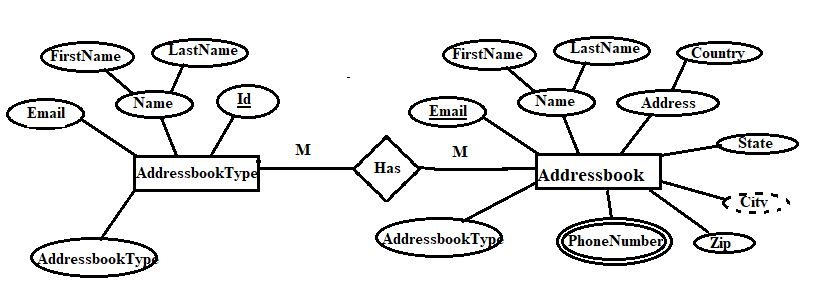 FirstName
LastName
Name
Id
Email
AddressbookType
AddressbookType
M
Has
M
FirstName
LastName
Country
Email
Name
Address
State
Addressbook
City
AddressbookType
PhoneNumber
Zip